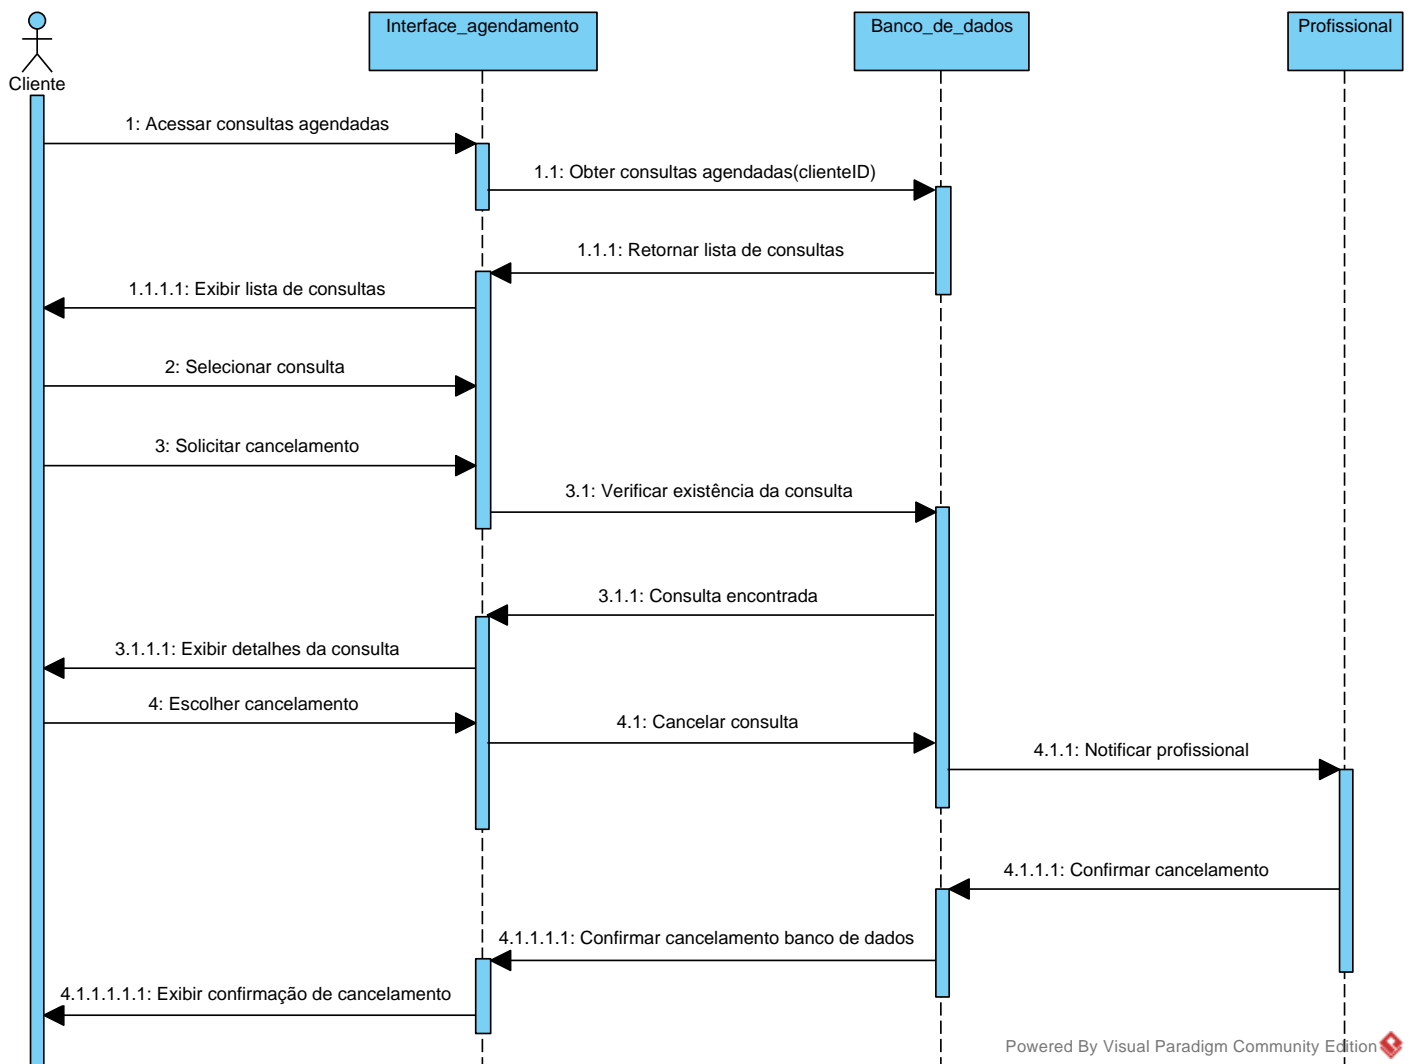 Cliente
Interface_agendamento
Banco_de_dados
Profissional
1: Acessar consultas agendadas
1.1: Obter consultas agendadas(clienteID)
1.1.1: Retornar lista de consultas
1.1.1.1: Exibir lista de consultas
2: Selecionar consulta
3: Solicitar cancelamento
3.1: Verificar existência da consulta
3.1.1: Consulta encontrada
3.1.1.1: Exibir detalhes da consulta
4: Escolher cancelamento
4.1: Cancelar consulta
4.1.1: Notificar profissional
4.1.1.1: Confirmar cancelamento
4.1.1.1.1: Confirmar cancelamento banco de dados
4.1.1.1.1.1: Exibir confirmação de cancelamento
Powered By Visual Paradigm Community Edition